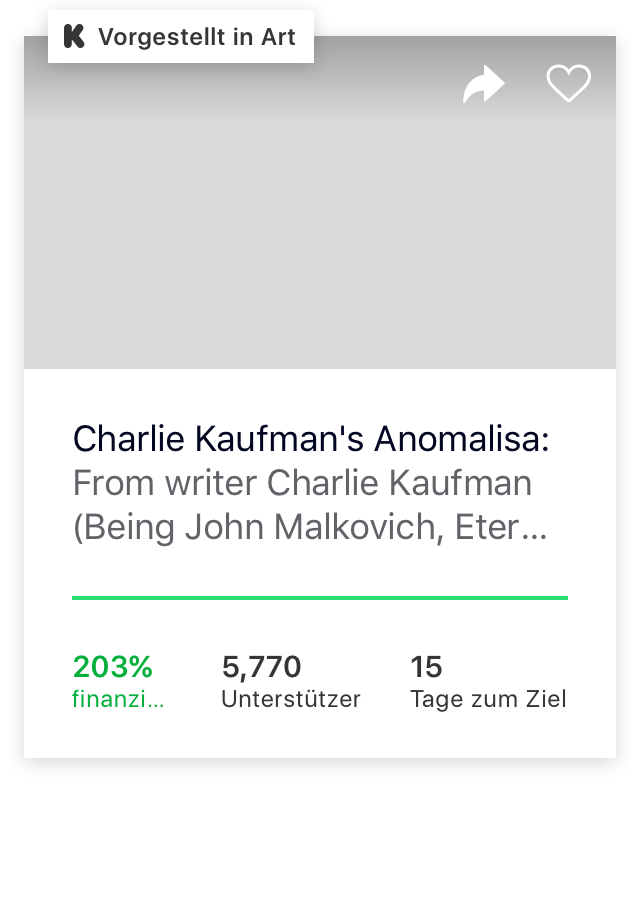 Vorgestellt in Art
Charlie Kaufman's Anomalisa:
From writer Charlie Kaufman
(Being John Malkovich, Eter…
203% 5,770 15
finanzi… Unterstützer Tage zum Ziel